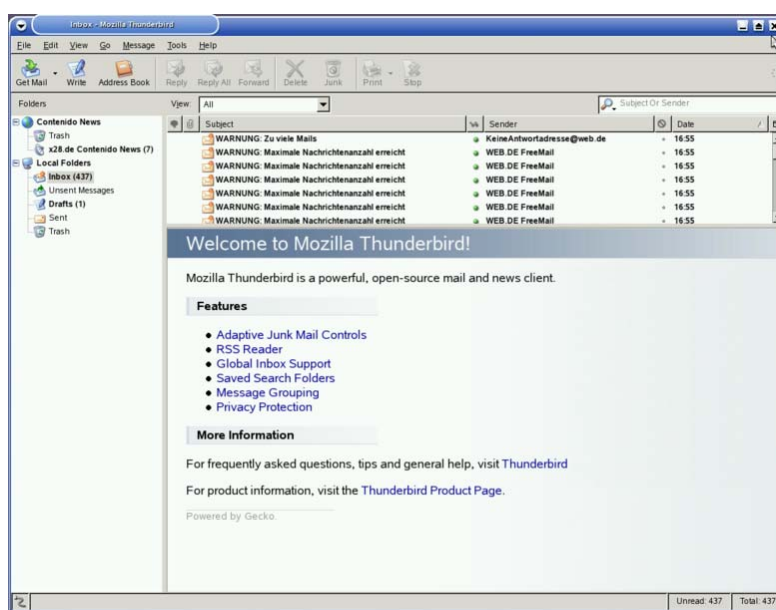 Inbox - Mozilla Thunderbird
File Edit View Go Message Tools Help
Get Mail Write Address Book Reply Reply All Forward Delete Junk Print Stop
Folders View: All Subject Or Sender
Contenido News
Trash
x28.de Contenido News (7)
Local Folders
Inbox (437)
Unsent Messages
Drafts (1)
Sent
Trash
Subject Sender Date
WARNUNG: Zu viele Mails KeineAntwortadresse@web.de 16:55
WARNUNG: Maximale Nachrichtenanzahl erreicht WEB.DE FreeMail 16:55
WARNUNG: Maximale Nachrichtenanzahl erreicht WEB.DE FreeMail 16:55
WARNUNG: Maximale Nachrichtenanzahl erreicht WEB.DE FreeMail 16:55
WARNUNG: Maximale Nachrichtenanzahl erreicht WEB.DE FreeMail 16:55
WARNUNG: Maximale Nachrichtenanzahl erreicht WEB.DE FreeMail 16:55
WARNUNG: Maximale Nachrichtenanzahl erreicht WEB.DE FreeMail 16:55
Welcome to Mozilla Thunderbird!
Mozilla Thunderbird is a powerful, open-source mail and news client.
Features
Adaptive Junk Mail Controls
RSS Reader
Global Inbox Support
Saved Search Folders
Message Grouping
Privacy Protection
More Information
For frequently asked questions, tips and general help, visit Thunderbird
For product information, visit the Thunderbird Product Page.
Powered by Gecko.
Unread: 437 Total: 437